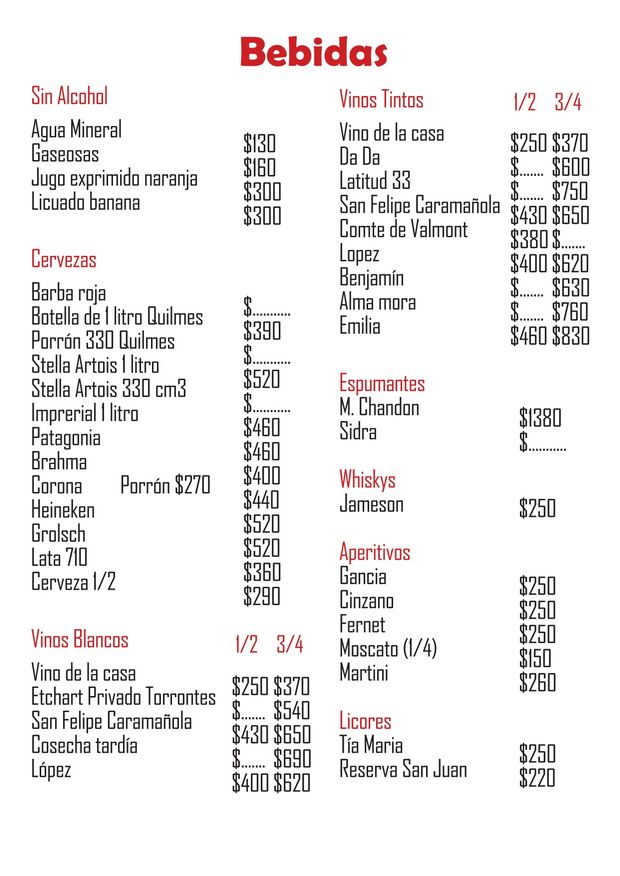 Bebidas
Sin Alcohol
Agua Mineral $130
Gaseosas $160
Jugo exprimido naranja $300
Licuado banana $300
Cervezas
Barba roja $...........
Botella de 1 litro Quilmes $390
Porrón 330 Quilmes $...........
Stella Artois 1 litro $520
Stella Artois 330 cm3 $...........
Imprerial 1 litro $460
Patagonia $460
Brahma $400
Corona Porrón $270 $440
Heineken $520
Grolsch $520
Lata 710 $360
Cerveza 1/2 $290
Vinos Blancos 1/2 3/4
Vino de la casa $250 $370
Etchart Privado Torrontes $....... $540
San Felipe Caramañola $430 $650
Cosecha tardía $....... $690
López $400 $620
Vinos Tintos 1/2 3/4
Vino de la casa $250 $370
Da Da $....... $600
Latitud 33 $....... $750
San Felipe Caramañola $430 $650
Comte de Valmont $380 $.......
Lopez $400 $620
Benjamín $....... $630
Alma mora $....... $760
Emilia $460 $830
Espumantes
M. Chandon $1380
Sidra $...........
Whiskys
Jameson $250
Aperitivos
Gancia $250
Cinzano $250
Fernet $250
Moscato (1/4) $150
Martini $260
Licores
Tía Maria $250
Reserva San Juan $220